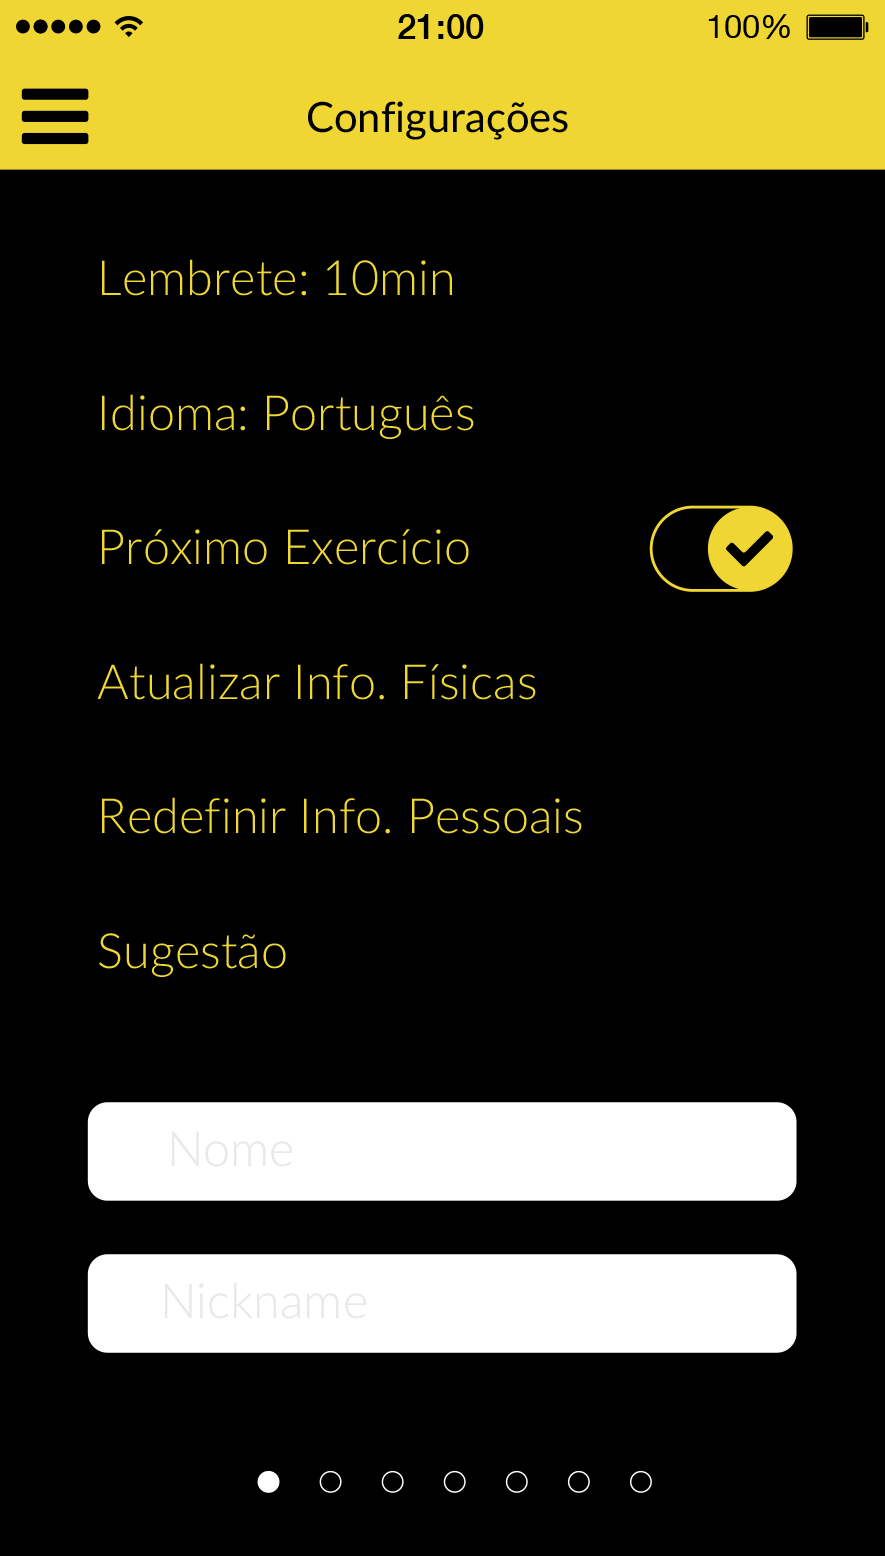 21:00
100%
Configurações
Lembrete: 10min
Idioma: Português
Próximo Exercício
Atualizar Info. Físicas
Redefinir Info. Pessoais
Sugestão
Nome
Nickname